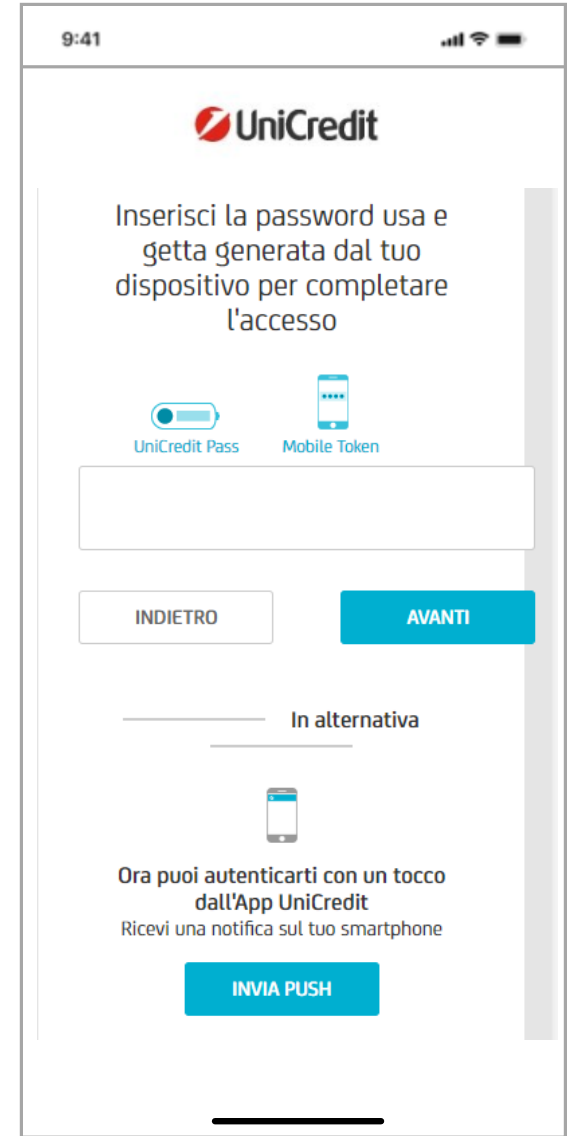 9:41
UniCredit
Inserisci la password usa e
getta generata dal tuo
dispositivo per completare
l'accesso
UniCredit Pass
Mobile Token
INDIETRO
AVANTI
In alternativa
Ora puoi autenticarti con un tocco
dall'App UniCredit
Ricevi una notifica sul tuo smartphone
INVIA PUSH